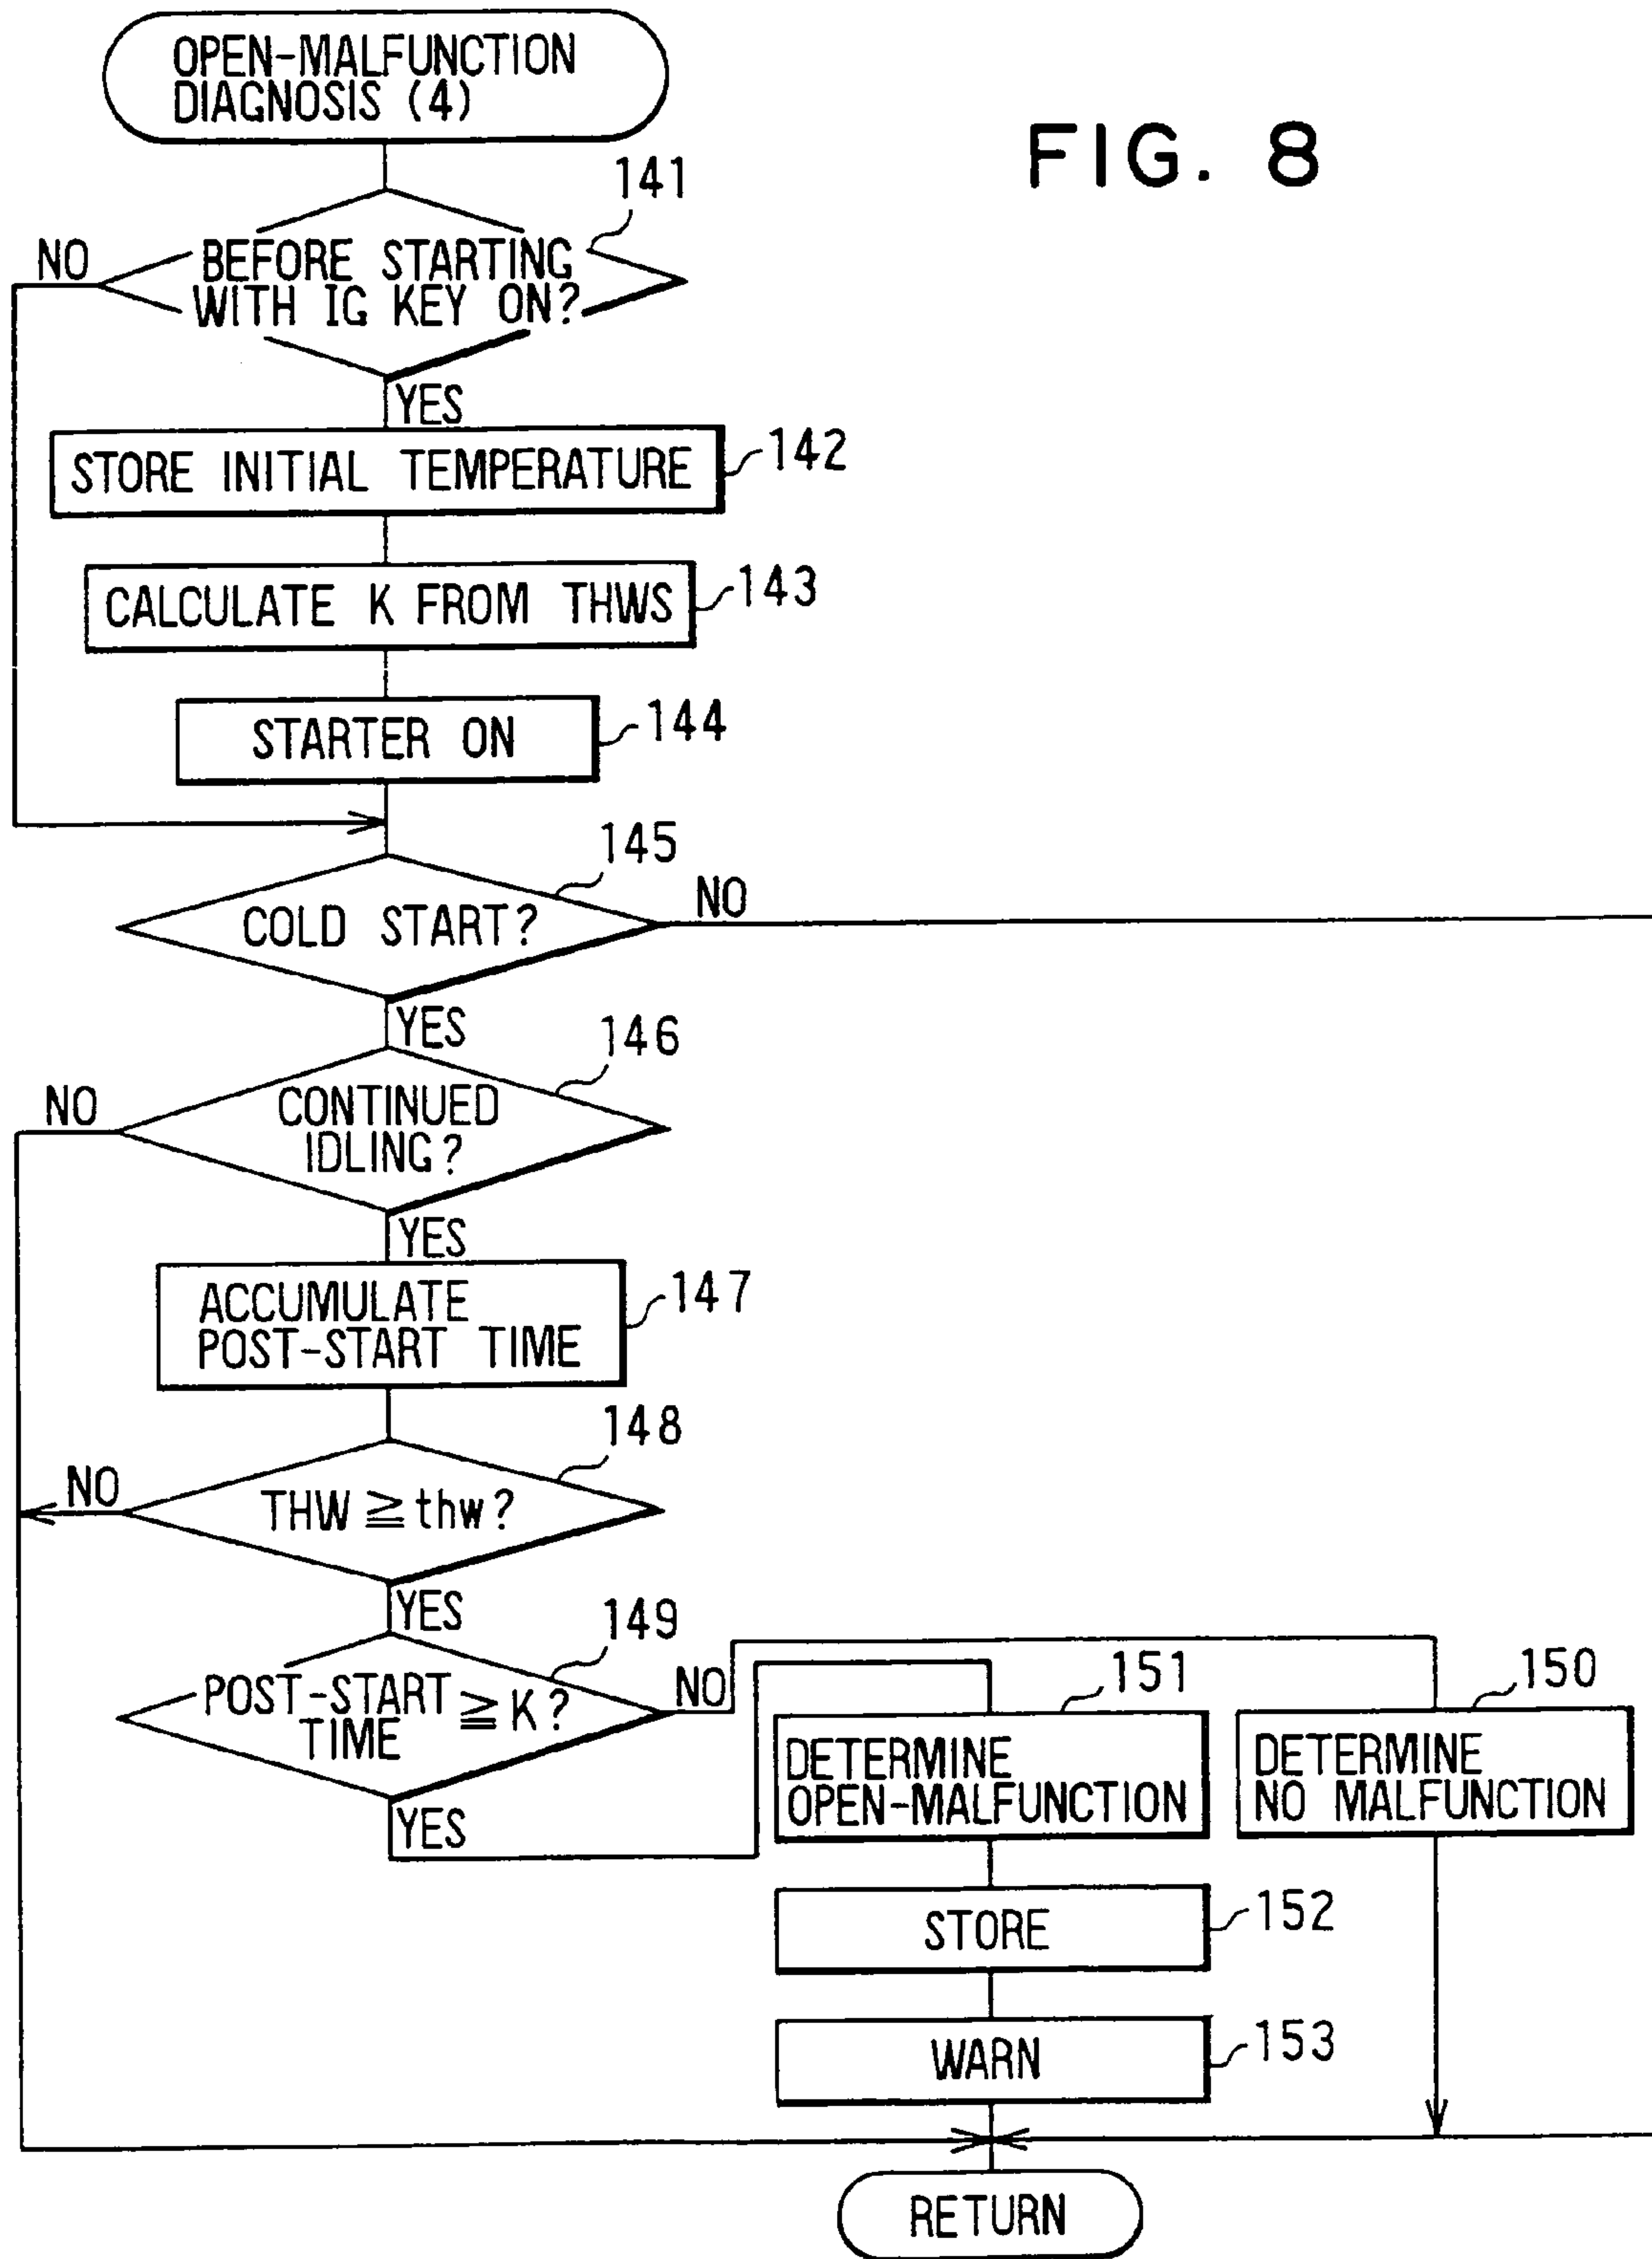 OPEN-MALFUNCTION
DIAGNOSIS (4)
FIG. 8
141
NO
BEFORE STARTING
WITH IG KEY ON?
YES
STORE INITIAL TEMPERATURE
142
CALCULATE K FROM THWS
143
STARTER ON
144
145
COLD START?
NO
YES
146
NO
CONTINUED
IDLING?
YES
ACCUMULATE
POST-START TIME
147
148
NO
THW ≧ thw?
YES
149
POST-START
TIME
≧ K?
NO
YES
151
DETERMINE
OPEN-MALFUNCTION
150
DETERMINE
NO MALFUNCTION
STORE
152
WARN
153
RETURN